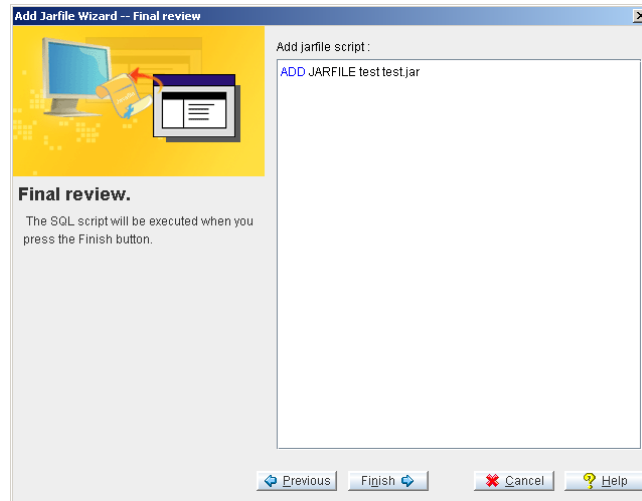 Add Jarfile Wizard -- Final review
Add jarfile script :
ADD JARFILE test test.jar
Final review.
The SQL script will be executed when you
press the Finish button.
Previous
Finish
Cancel
Help